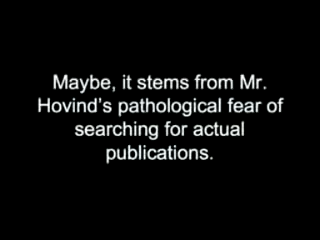 Maybe, it stems from Mr.
Hovind's pathological fear of
searching for actual
publications.